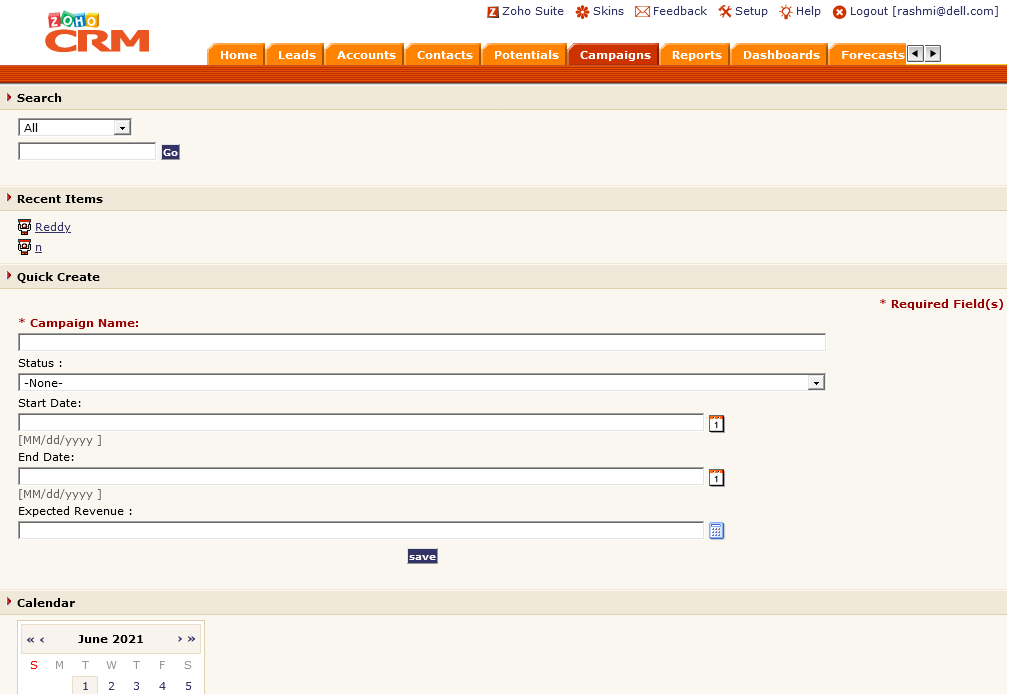 Zoho Suite Skins Feedback Setup Help Logout [rashmi@dell.com]
ZOHO
CRM
Home Leads Accounts Contacts Potentials Campaigns Reports Dashboards Forecasts
Search
All
Go
Recent Items
Reddy
n
Quick Create
* Required Field(s)
* Campaign Name:
Status :
-None-
Start Date:
1
[MM/dd/yyyy ]
End Date:
1
[MM/dd/yyyy ]
Expected Revenue :
save
Calendar
« ‹ June 2021 › »
S M T W T F S
1 2 3 4 5